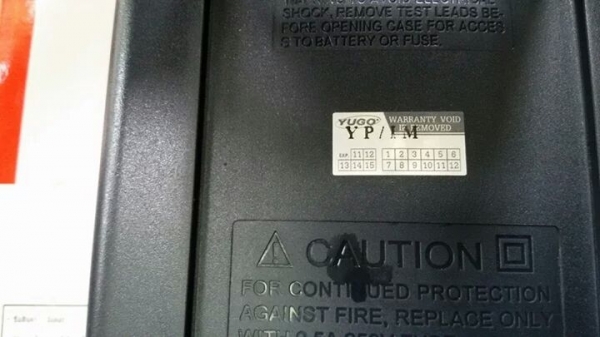 SHOCK, REMOVE TEST LEADS BE-
FORE OPENING CASE FOR ACCES
S TO BATTERY OR FUSE.
YUGO
WARRANTY VOID
IF REMOVED
YP/1M
EAR 11 12 1 2 3 4 5 6
13 14 15 7 8 9 10 11 12
CAUTION
FOR CONTINUED PROTECTION
AGAINST FIRE, REPLACE ONLY